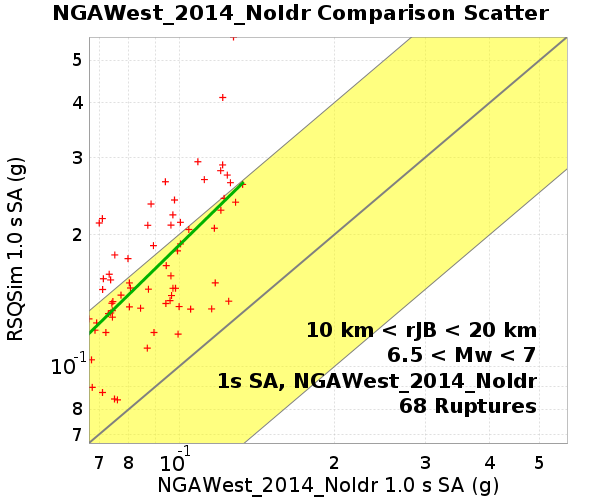 NGAWest_2014_NoIdr Comparison Scatter
RSQSim 1.0 s SA (g)
5
4
3
2
10-1
8
7
10 km < rJB < 20 km
6.5 < Mw < 7
1s SA, NGAWest_2014_NoIdr
68 Ruptures
7 8 10-1 2 3 4 5
NGAWest_2014_NoIdr 1.0 s SA (g)